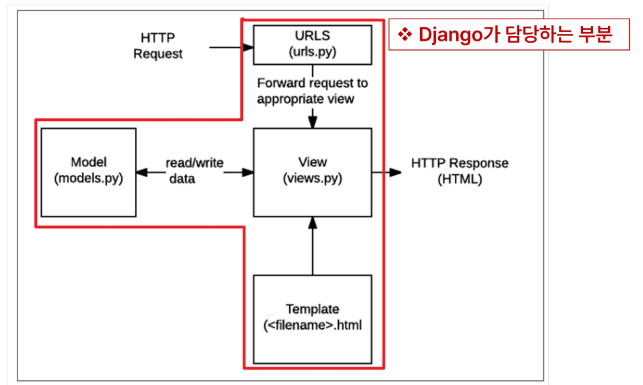 HTTP
Request
URLS
(urls.py)
❖ Django가 담당하는 부분
Forward request to
appropriate view
Model
(models.py)
read/write
data
View
(views.py)
HTTP Response
(HTML)
Template
(<filename>.html